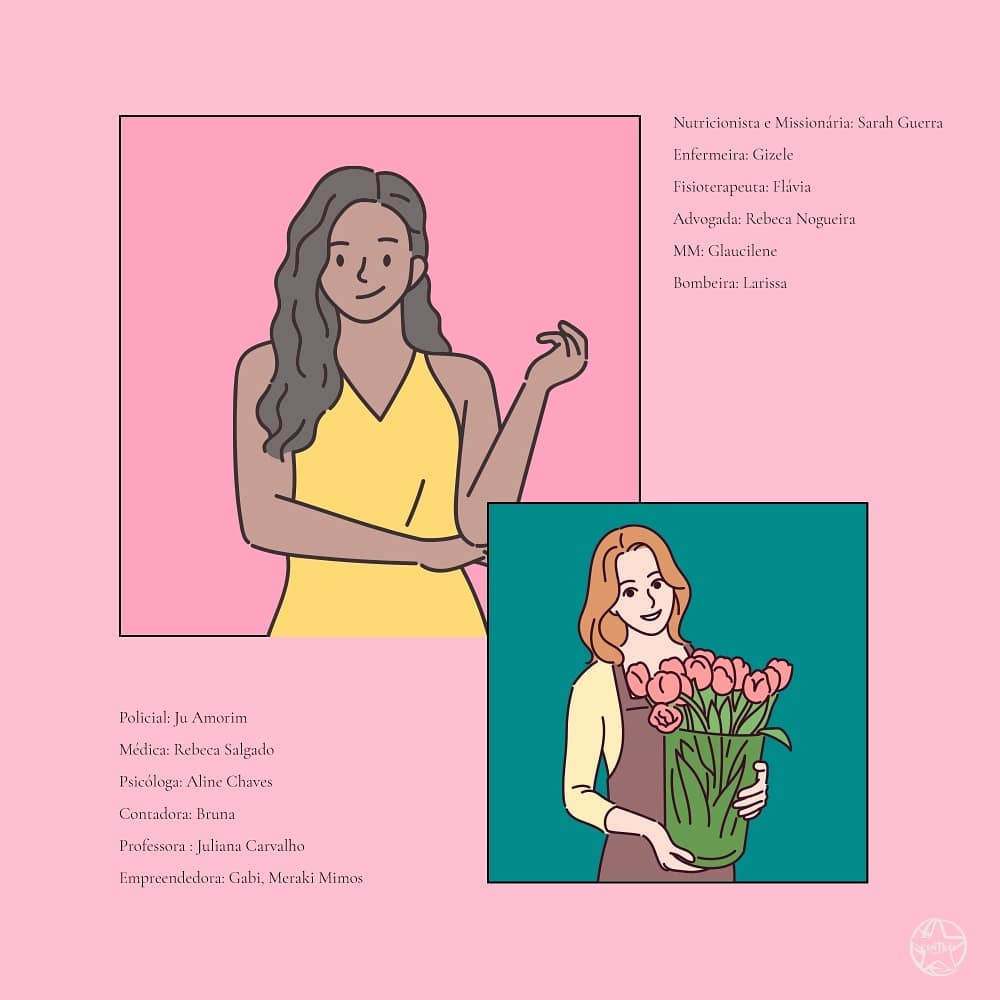 Nutricionista e Missionária: Sarah Guerra
Enfermeira: Gizele
Fisioterapeuta: Flávia
Advogada: Rebeca Nogueira
MM: Glaucilene
Bombeira: Larissa
Policial: Ju Amorim
Médica: Rebeca Salgado
Psicóloga: Aline Chaves
Contadora: Bruna
Professora : Juliana Carvalho
Empreendedora: Gabi, Meraki Mimos